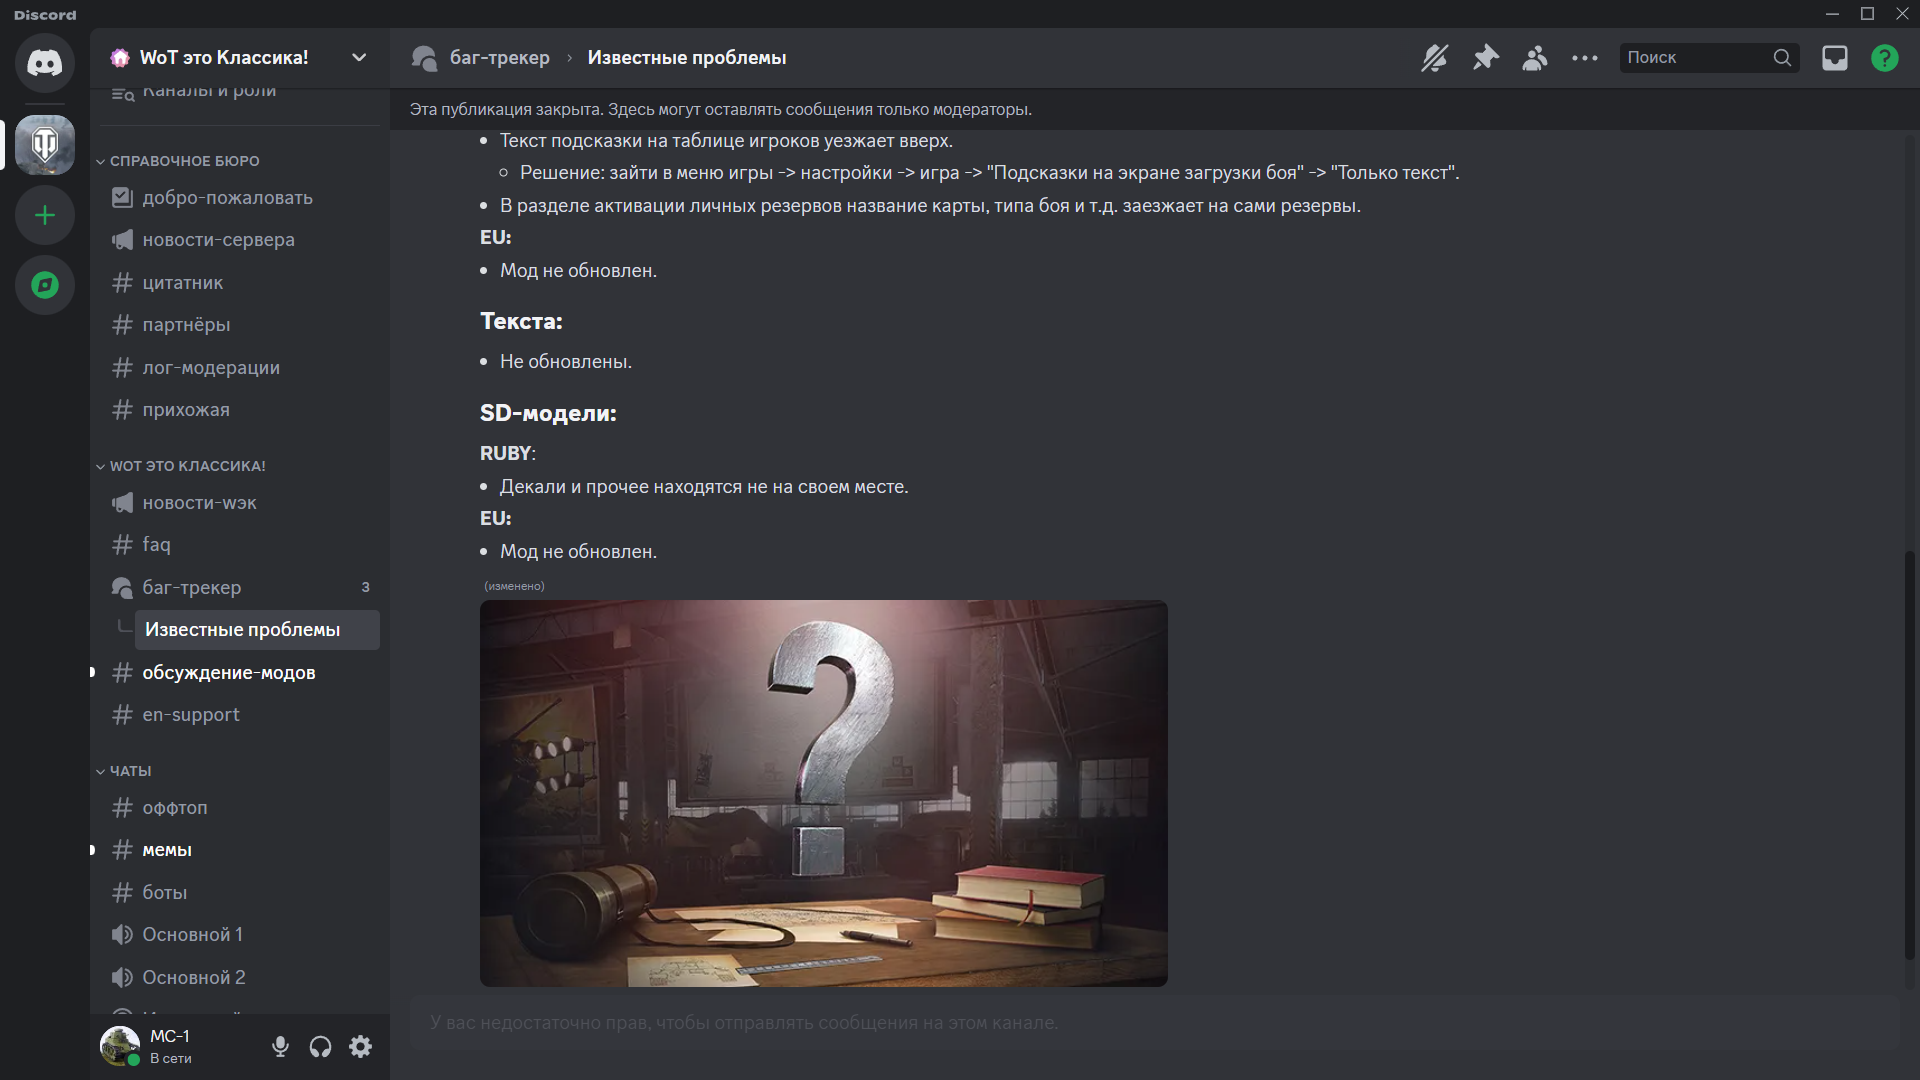 Discord
WoT это Классика!
Каналы и роли
СПРАВОЧНОЕ БЮРО
добро-пожаловать
новости-сервера
цитатник
партнёры
лог-модерации
прихожая
WOT ЭТО КЛАССИКА!
новости-wэк
faq
баг-трекер 3
Известные проблемы
обсуждение-модов
en-support
ЧАТЫ
оффтоп
мемы
боты
Основной 1
Основной 2
МС-1
В сети
баг-трекер › Известные проблемы
Поиск
Эта публикация закрыта. Здесь могут оставлять сообщения только модераторы.
• Текст подсказки на таблице игроков уезжает вверх.
◦ Решение: зайти в меню игры -> настройки -> игра -> "Подсказки на экране загрузки боя" -> "Только текст".
• В разделе активации личных резервов название карты, типа боя и т.д. заезжает на сами резервы.
EU:
• Мод не обновлен.
Текста:
• Не обновлены.
SD-модели:
RUBY:
• Декали и прочее находятся не на своем месте.
EU:
• Мод не обновлен.
(изменено)
У вас недостаточно прав, чтобы отправлять сообщения на этом канале.